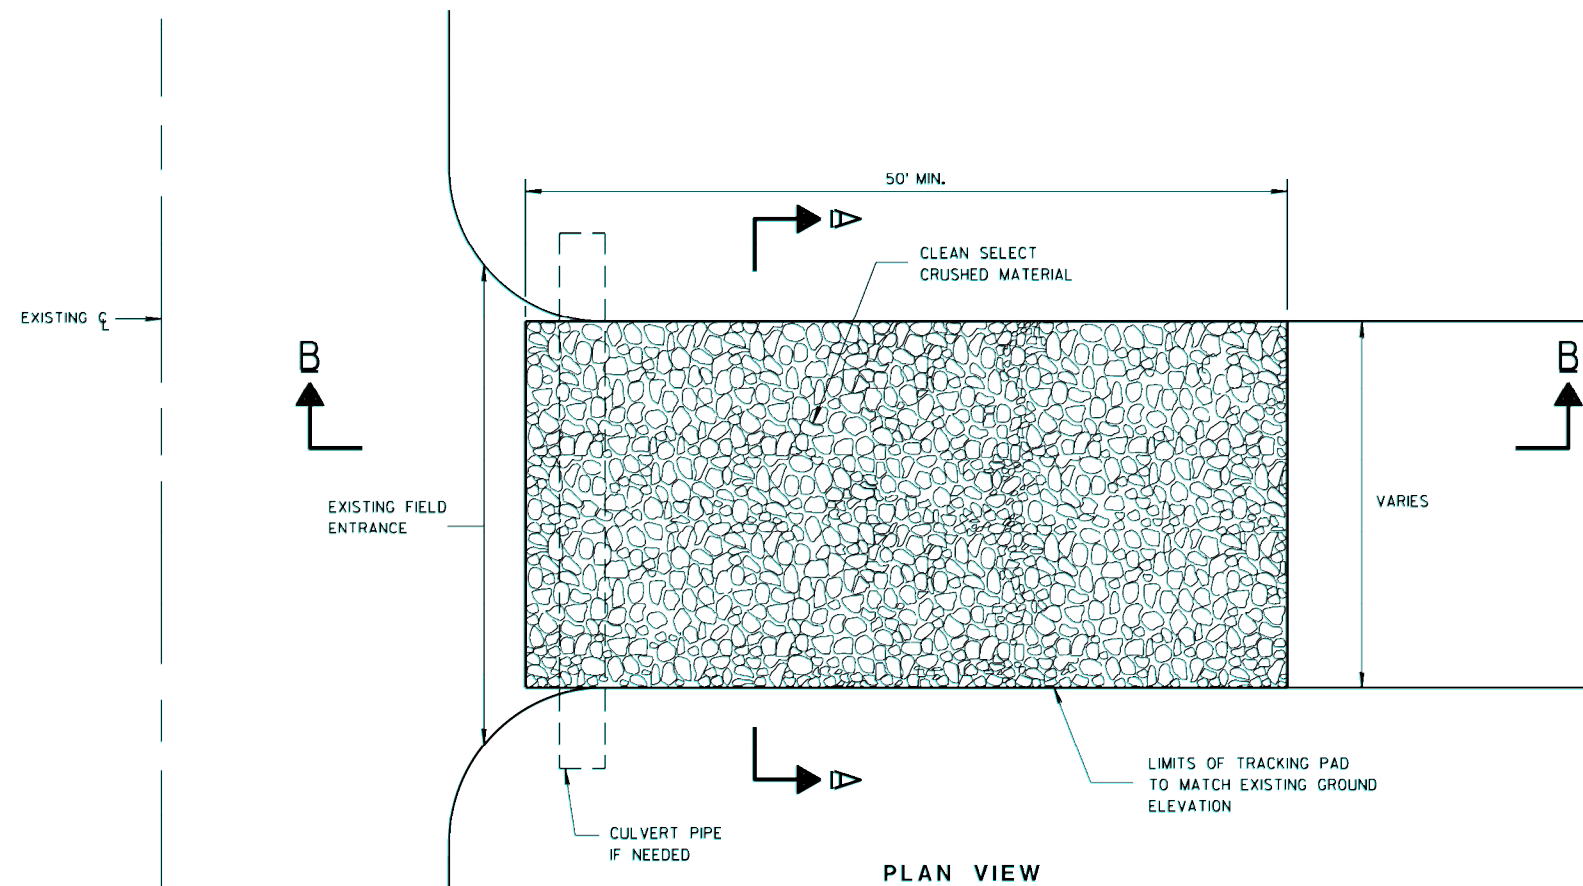 50' MIN.
A
CLEAN SELECT
CRUSHED MATERIAL
EXISTING ℄
B
B
EXISTING FIELD
ENTRANCE
VARIES
A
LIMITS OF TRACKING PAD
TO MATCH EXISTING GROUND
ELEVATION
CULVERT PIPE
IF NEEDED
PLAN VIEW